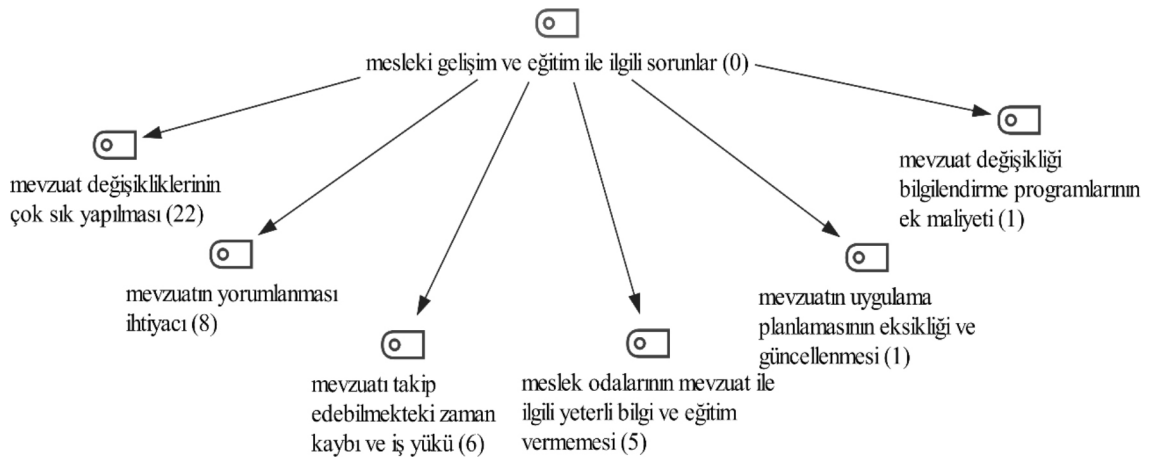 mesleki gelişim ve eğitim ile ilgili sorunlar (0)
mevzuat değişikliklerinin
çok sık yapılması (22)
mevzuatın yorumlanması
ihtiyacı (8)
mevzuatı takip
edebilmekteki zaman
kaybı ve iş yükü (6)
meslek odalarının mevzuat ile
ilgili yeterli bilgi ve eğitim
vermemesi (5)
mevzuatın uygulama
planlamasının eksikliği ve
güncellenmesi (1)
mevzuat değişikliği
bilgilendirme programlarının
ek maliyeti (1)